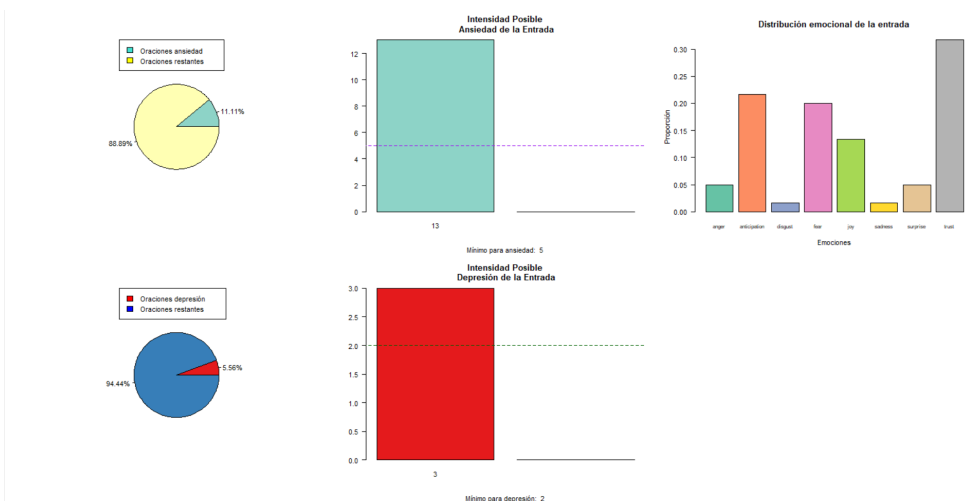 Oraciones ansiedad
Oraciones restantes
11.11%
88.89%
Intensidad Posible
Ansiedad de la Entrada
12
10
8
6
4
2
0
13
Mínimo para ansiedad: 5
Distribución emocional de la entrada
Proporción
0.30
0.25
0.20
0.15
0.10
0.05
0.00
anger anticipation disgust fear joy sadness surprise trust
Emociones
Oraciones depresión
Oraciones restantes
5.56%
94.44%
Intensidad Posible
Depresión de la Entrada
3.0
2.5
2.0
1.5
1.0
0.5
0.0
3
Mínimo para depresión: 2